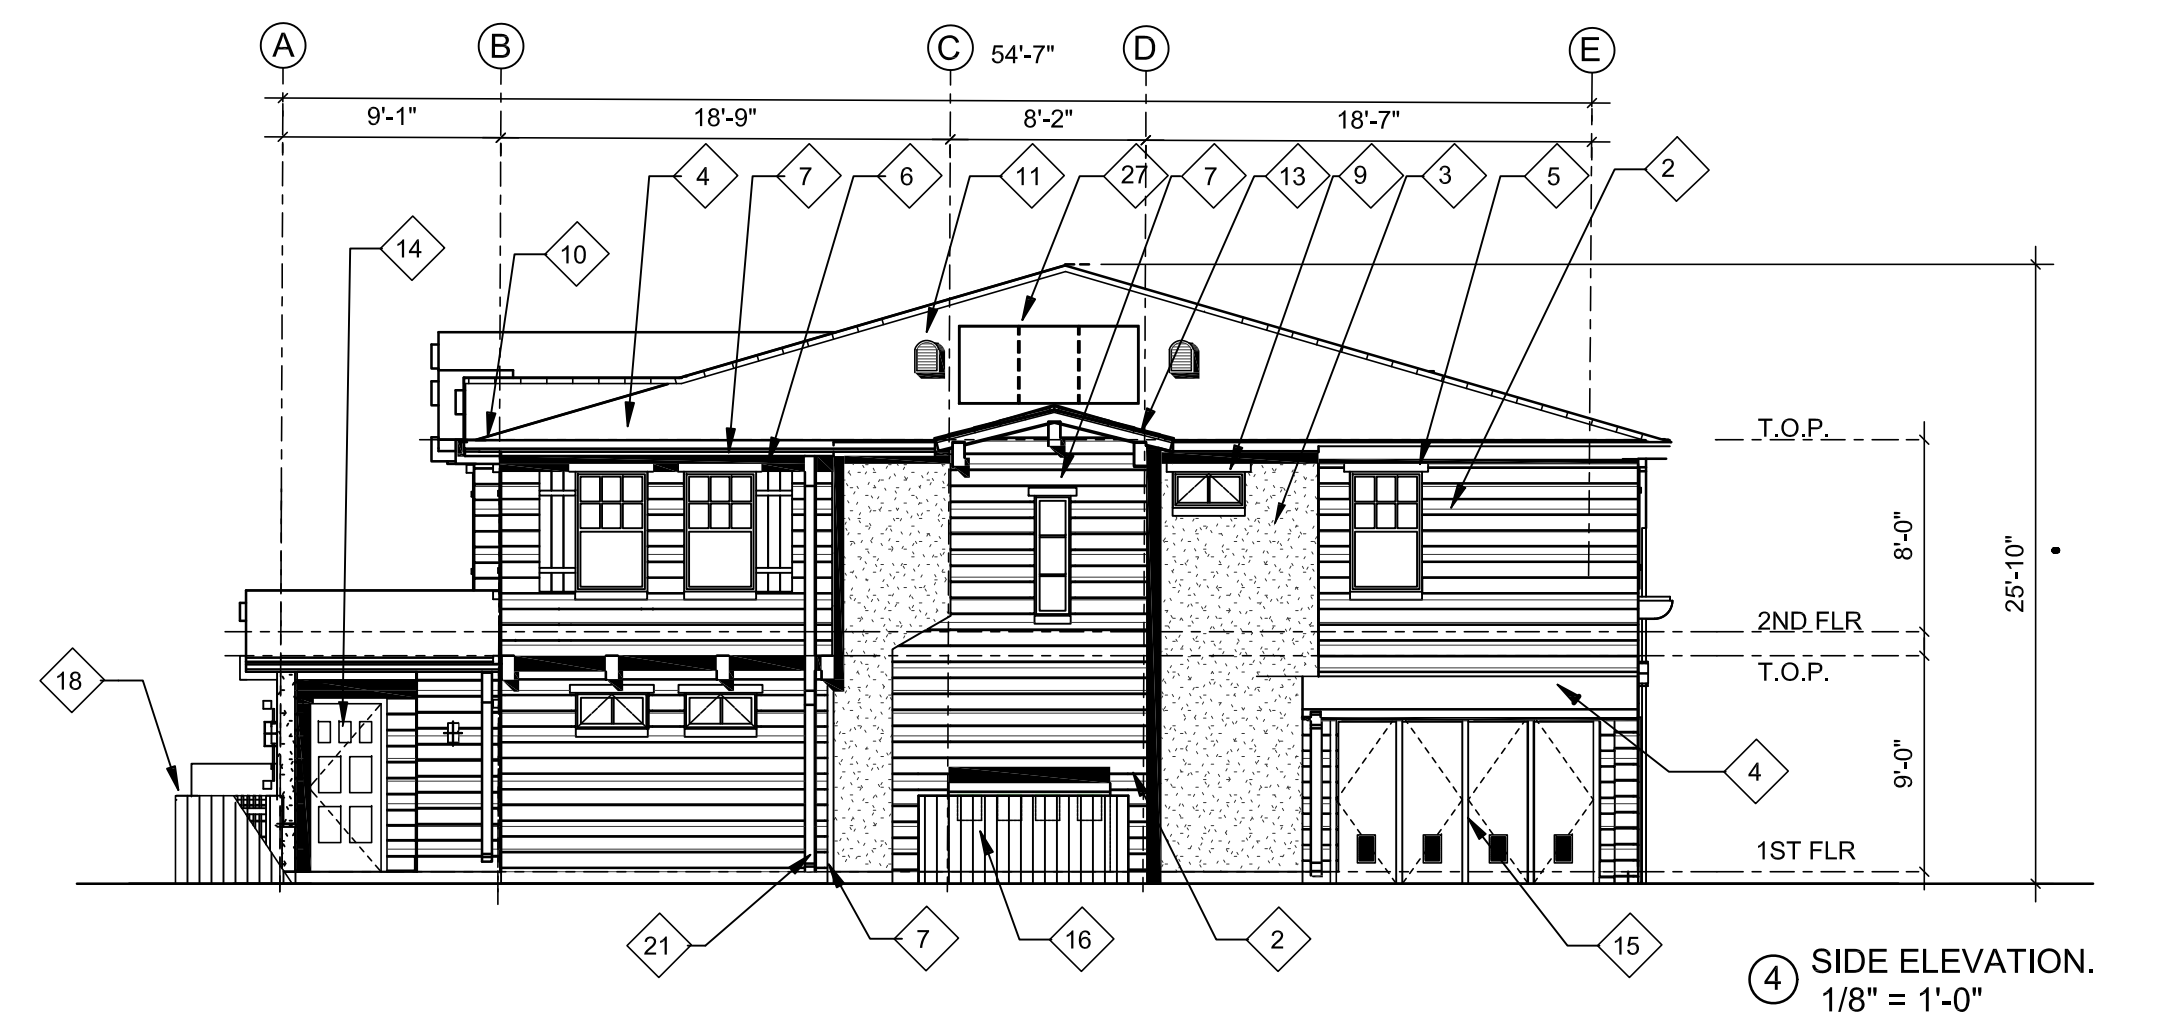 A B C 54'-7" D E
9'-1" 18'-9" 8'-2" 18'-7"
4 7 6 11 27 7 13 9 3 5 2
14 10
T.O.P.
8'-0"
25'-10"
2ND FLR
T.O.P.
18
4
9'-0"
1ST FLR
21 7 16 2 15
4 SIDE ELEVATION.
1/8" = 1'-0"